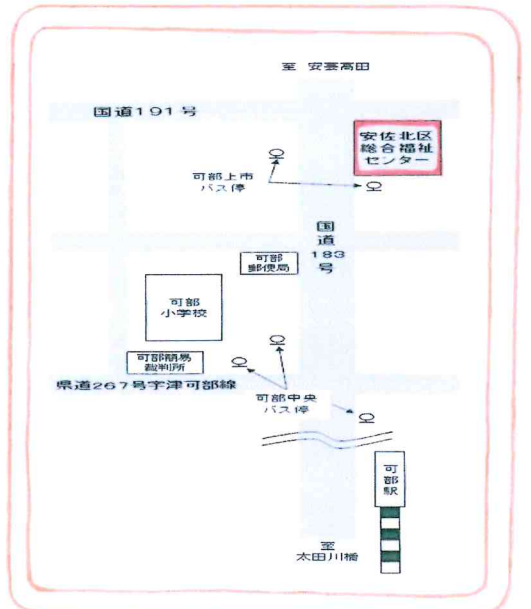 至 安芸高田
国道191号
安佐北区
総合福祉
センター
可部上市
バス停
国
道
183
号
可部
郵便局
可部
小学校
可部簡易
裁判所
県道267号宇津可部線
可部中央
バス停
可
部
駅
至
太田川橋